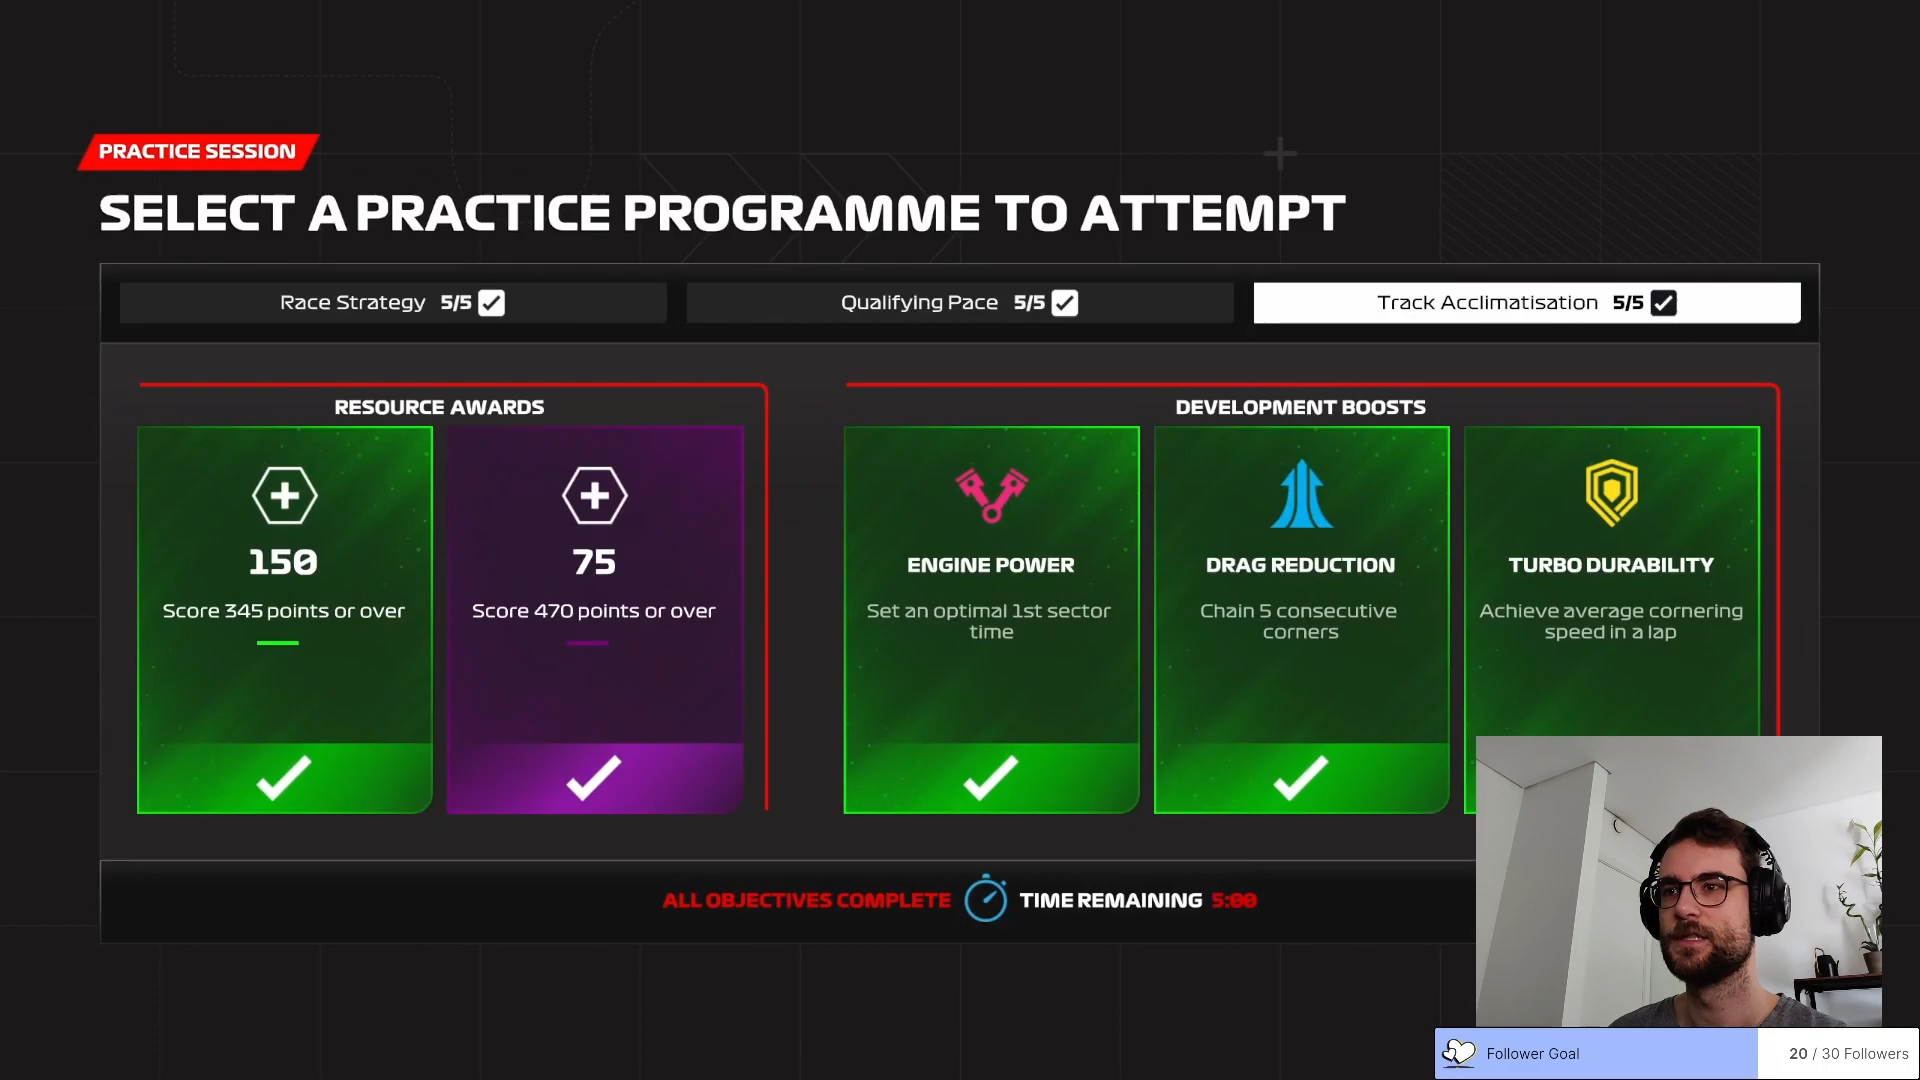 PRACTICE SESSION
SELECT A PRACTICE PROGRAMME TO ATTEMPT
Race Strategy 5/5
Qualifying Pace 5/5
Track Acclimatisation 5/5
RESOURCE AWARDS
150
Score 345 points or over
75
Score 470 points or over
DEVELOPMENT BOOSTS
ENGINE POWER
Set an optimal 1st sector
time
DRAG REDUCTION
Chain 5 consecutive
corners
TURBO DURABILITY
Achieve average cornering
speed in a lap
ALL OBJECTIVES COMPLETE
TIME REMAINING 5:00
Follower Goal
20 / 30 Followers